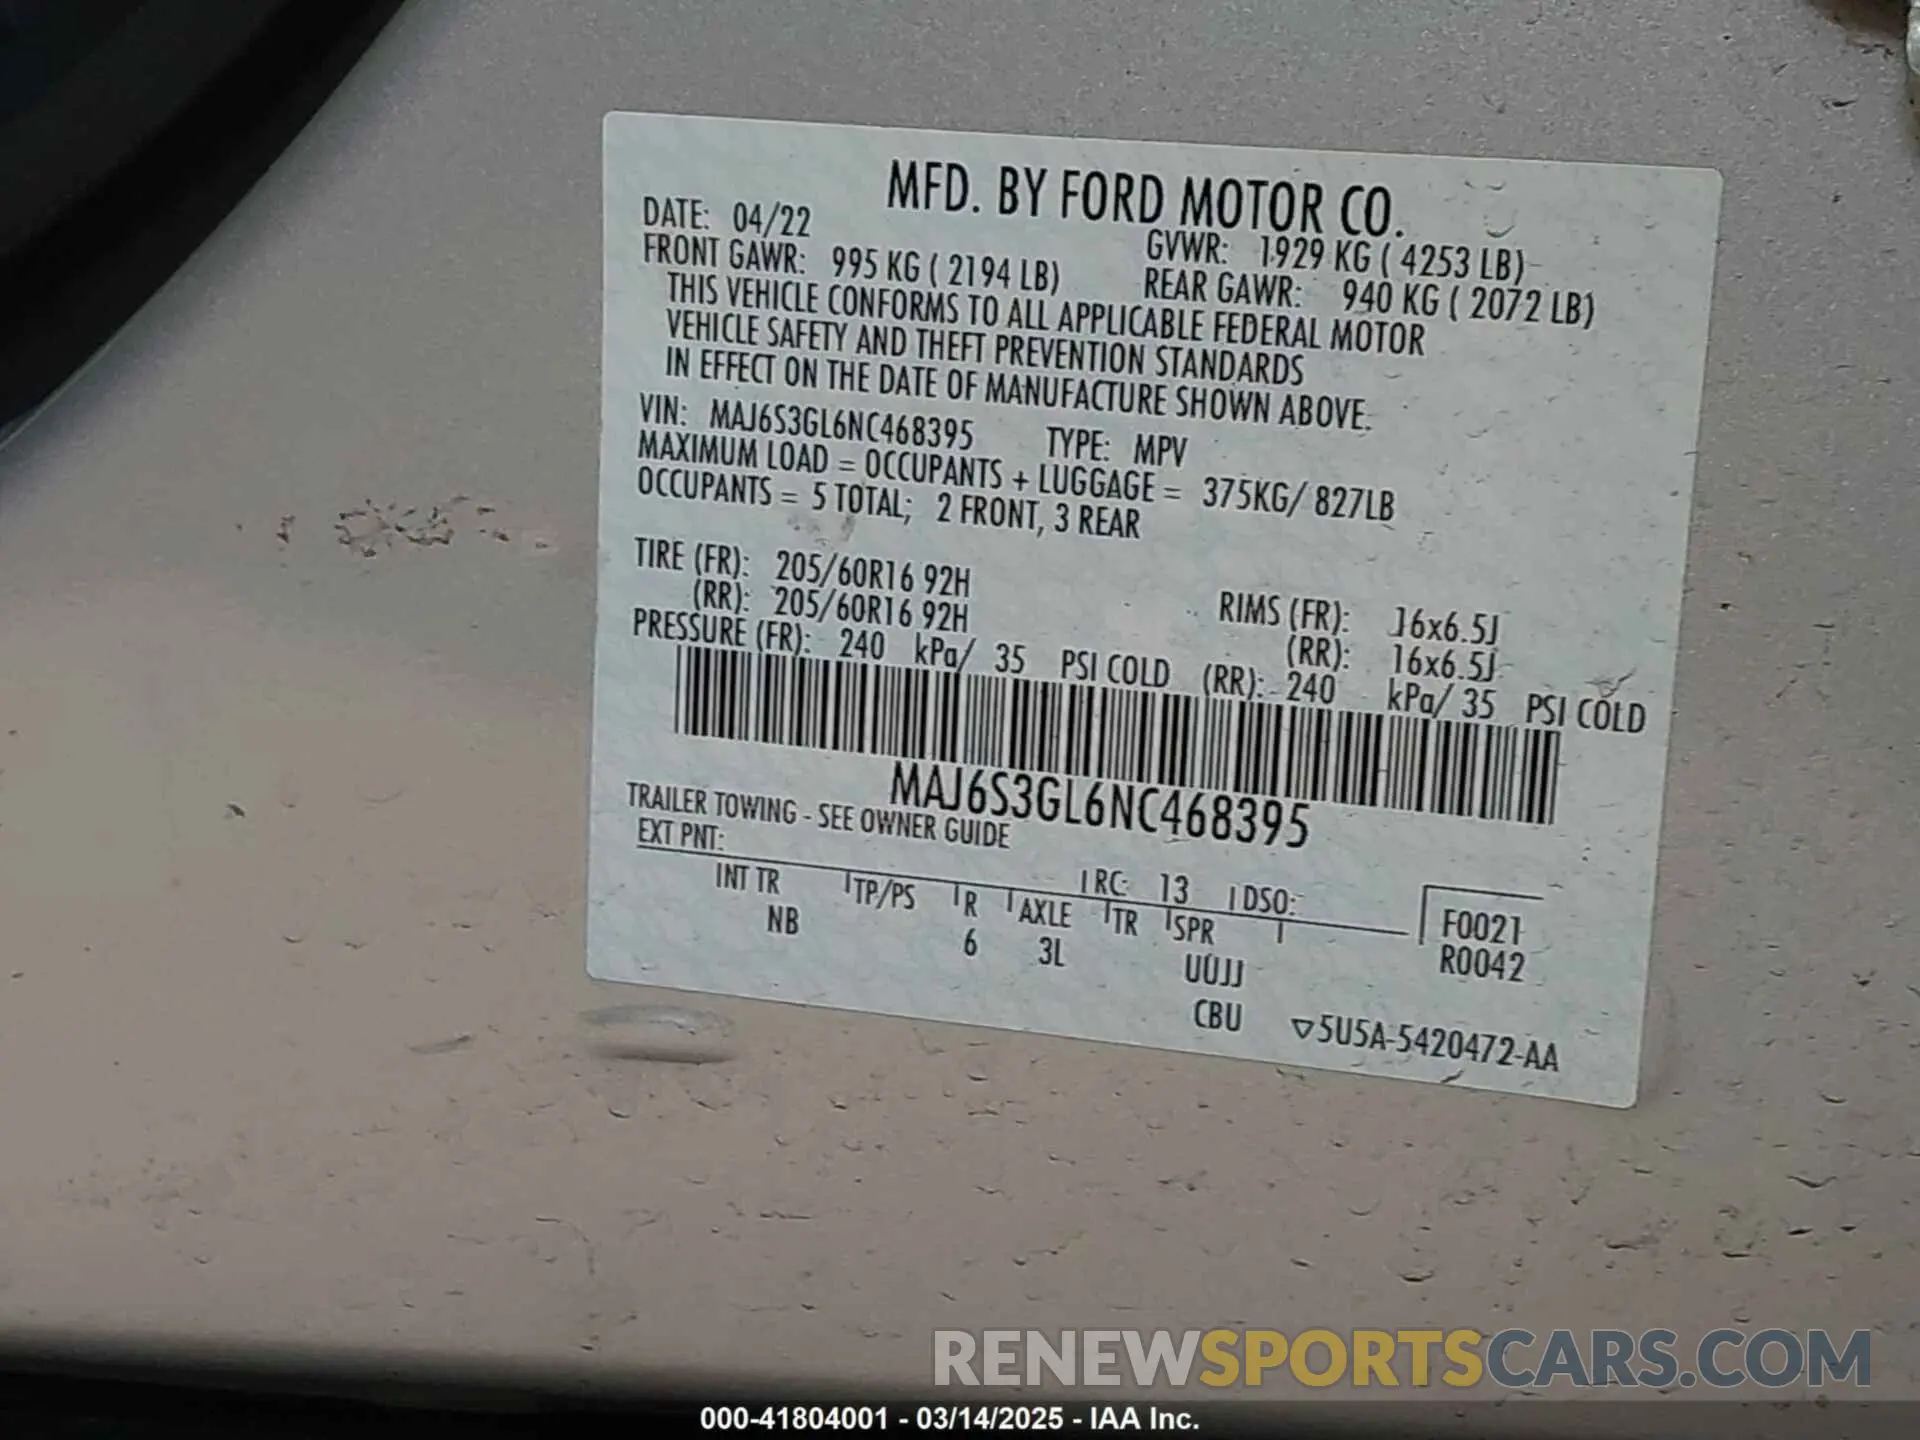 MFD. BY FORD MOTOR CO.
DATE: 04/22 GVWR: 1929 KG ( 4253 LB)
FRONT GAWR: 995 KG ( 2194 LB) REAR GAWR: 940 KG ( 2072 LB)
THIS VEHICLE CONFORMS TO ALL APPLICABLE FEDERAL MOTOR
VEHICLE SAFETY AND THEFT PREVENTION STANDARDS
IN EFFECT ON THE DATE OF MANUFACTURE SHOWN ABOVE.
VIN: MAJ6S3GL6NC468395 TYPE: MPV
MAXIMUM LOAD = OCCUPANTS + LUGGAGE = 375KG/ 827LB
OCCUPANTS = 5 TOTAL; 2 FRONT, 3 REAR
TIRE (FR): 205/60R16 92H RIMS (FR): 16x6.5J
(RR): 205/60R16 92H (RR): 16x6.5J
PRESSURE (FR): 240 kPa/ 35 PSI COLD (RR): 240 kPa/ 35 PSI COLD
MAJ6S3GL6NC468395
TRAILER TOWING - SEE OWNER GUIDE
EXT PNT: RC: 13 DSO:
INT TR TP/PS R AXLE TR SPR F0021
NB 6 3L UUJJ R0042
CBU ▽5U5A-5420472-AA
RENEWSPORTSCARS.COM
000-41804001 - 03/14/2025 - IAA Inc.